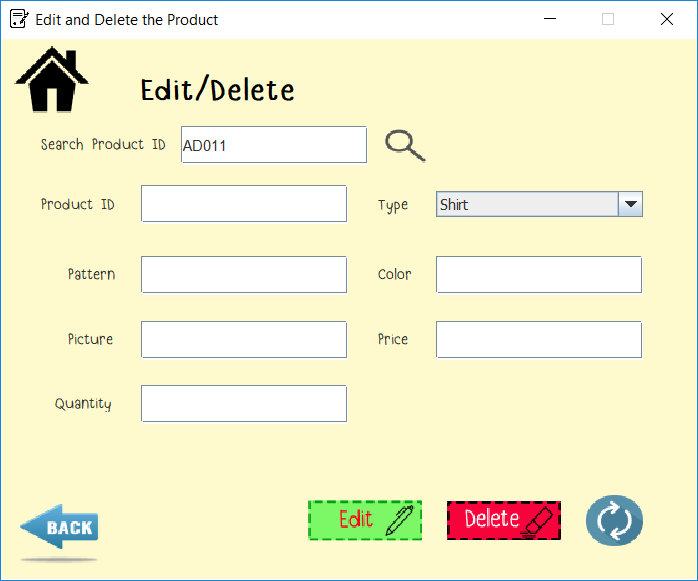 Edit and Delete the Product
Edit/Delete
Search Product ID AD011
Product ID Type Shirt
Pattern Color
Picture Price
Quantity
BACK Edit Delete